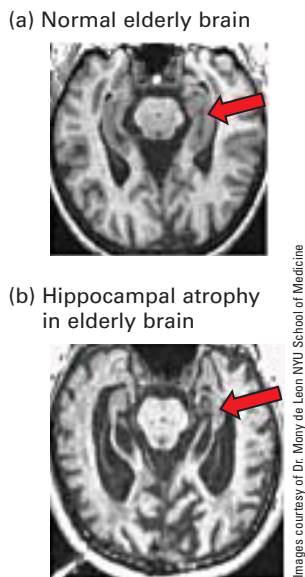 (a) Normal elderly brain
(b) Hippocampal atrophy
in elderly brain
Images courtesy of Dr. Mony de Leon NYU School of Medicine